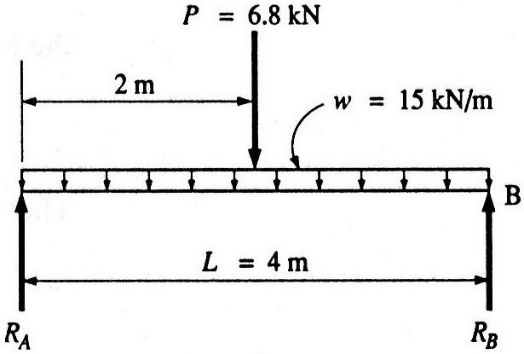 P = 6.8 kN
2 m
w = 15 kN/m
B
L = 4 m
R_A
R_B